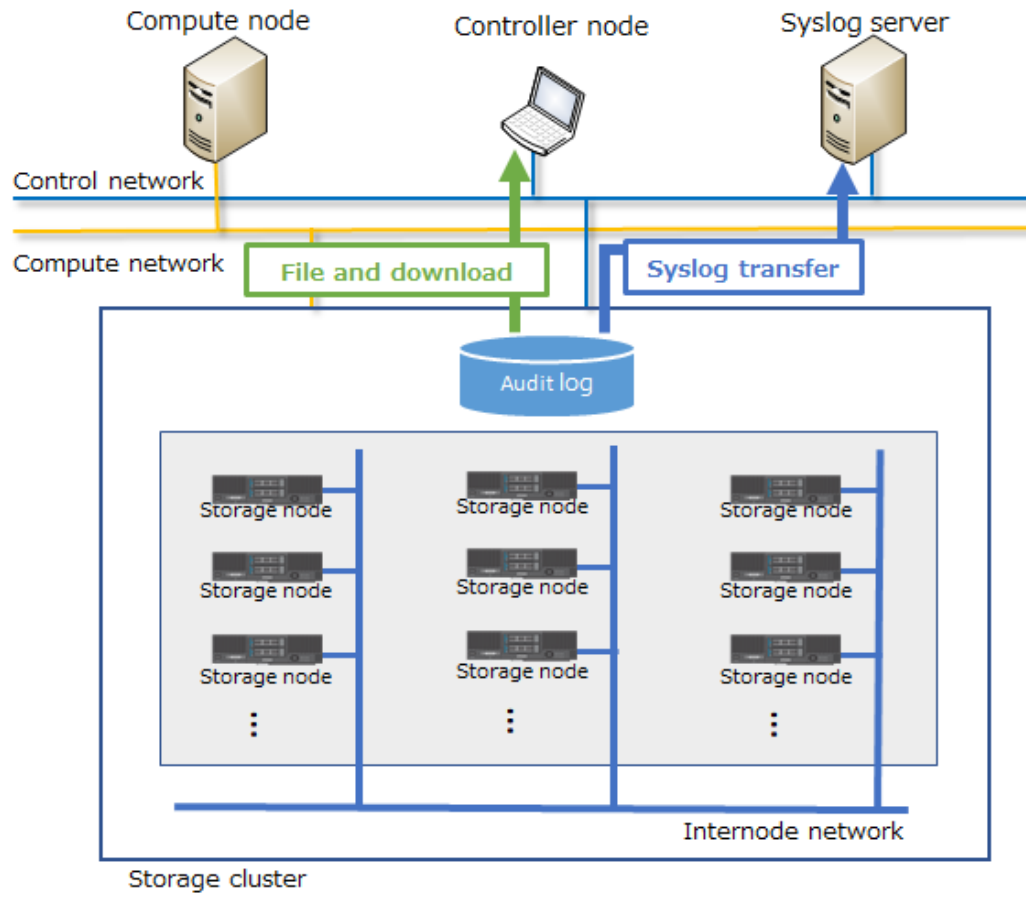 Compute node
Controller node
Syslog server
Control network
Compute network
File and download
Syslog transfer
Audit log
Storage node
Storage node
Storage node
Storage node
Storage node
Storage node
Storage node
Storage node
Storage node
Internode network
Storage cluster